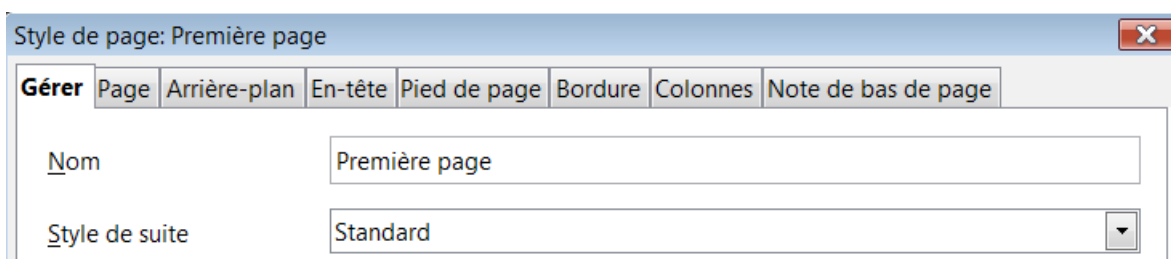 Style de page: Première page
Gérer Page Arrière-plan En-tête Pied de page Bordure Colonnes Note de bas de page
Nom Première page
Style de suite Standard